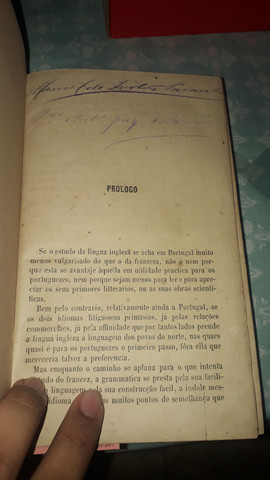 PROLOGO
Se o estudo da lingua ingleza se acha em Portugal muito
menos vulgarisado do que o da franceza, não é nem por-
que esta se avantaje áquella em utilidade practica para os
portuguezes, nem porque sejam menos para ler e para apre-
ciar os seus primores litterarios, ou as suas obras scienti-
ficas.
Bem pelo contrario, relativamente ainda a Portugal, se
os dois idiomas litigassem primasias, já pelas relações
commerciaes, já pela affinidade que por tantos lados prende
a lingua ingleza á linguagem dos povos do norte, nas quaes
quasi é para os portuguezes o primeiro passo, fôra ella que
mereceria talvez a preferencia.
Mas emquanto o caminho se aplana para o que intenta
do francez, a grammatica se presta pela sua facili-
linguagem pela sua construcção facil, a indole mes-
idioma muitos pontos de semelhança que